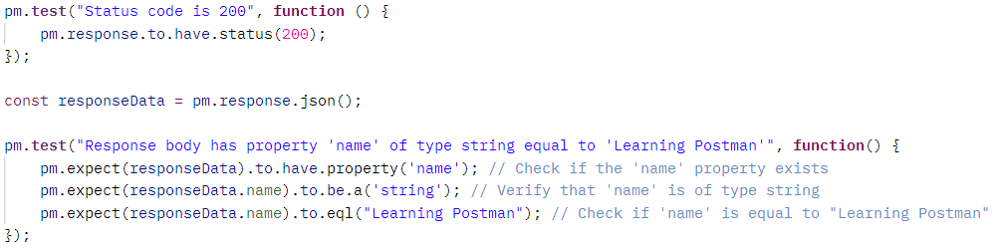 pm.test("Status code is 200", function () {
    pm.response.to.have.status(200);
});

const responseData = pm.response.json();

pm.test("Response body has property 'name' of type string equal to 'Learning Postman'", function() {
    pm.expect(responseData).to.have.property('name'); // Check if the 'name' property exists
    pm.expect(responseData.name).to.be.a('string'); // Verify that 'name' is of type string
    pm.expect(responseData.name).to.eql("Learning Postman"); // Check if 'name' is equal to "Learning Postman"
});